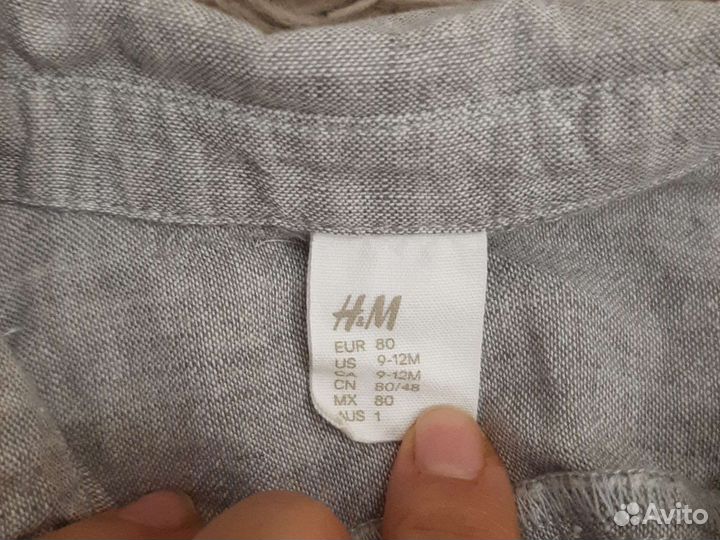 H&M
EUR 80
US 9-12M
CA 9-12M
CN 80/48
MX 80
AUS 1
Avito